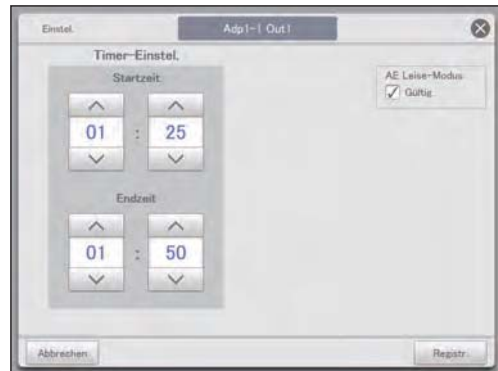 Einstel.
Adp1-[ Out]
Timer-Einstel.
Startzeit
01 : 25
Endzeit
01 : 50
AE Leise-Modus
Gültig
Abbrechen
Registr.